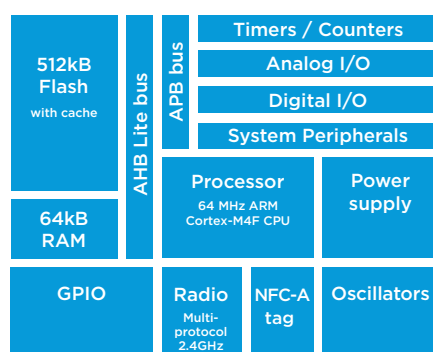 512kB
Flash
with cache
AHB Lite bus
APB bus
Timers / Counters
Analog I/O
Digital I/O
System Peripherals
64kB
RAM
Processor
64 MHz ARM
Cortex-M4F CPU
Power
supply
GPIO
Radio
Multi-
protocol
2.4GHz
NFC-A
tag
Oscillators